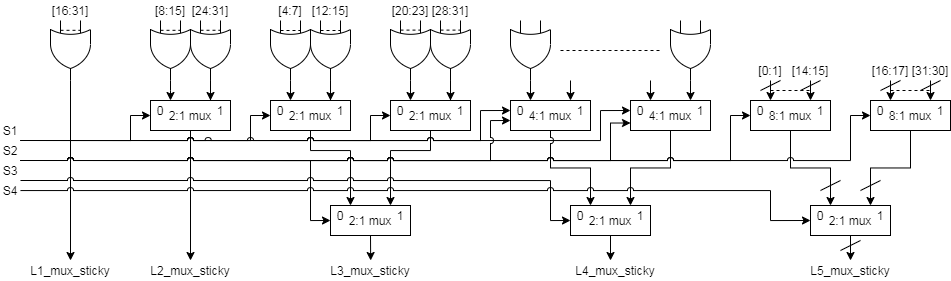 [16:31] [8:15] [24:31] [4:7] [12:15] [20:23] [28:31]
[0:1] [14:15] [16:17] [31:30]
0 2:1 mux 1 0 2:1 mux 1 0 2:1 mux 1 0 4:1 mux 1 0 4:1 mux 1 0 8:1 mux 1 0 8:1 mux 1
S1
S2
S3
S4
0 2:1 mux 1 0 2:1 mux 1 0 2:1 mux 1
L1_mux_sticky L2_mux_sticky L3_mux_sticky L4_mux_sticky L5_mux_sticky